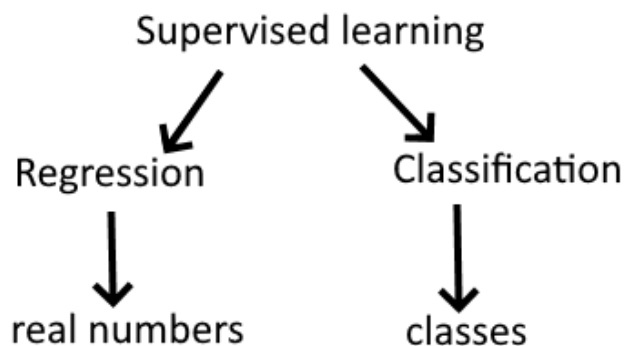 Supervised learning
Regression
Classification
real numbers
classes